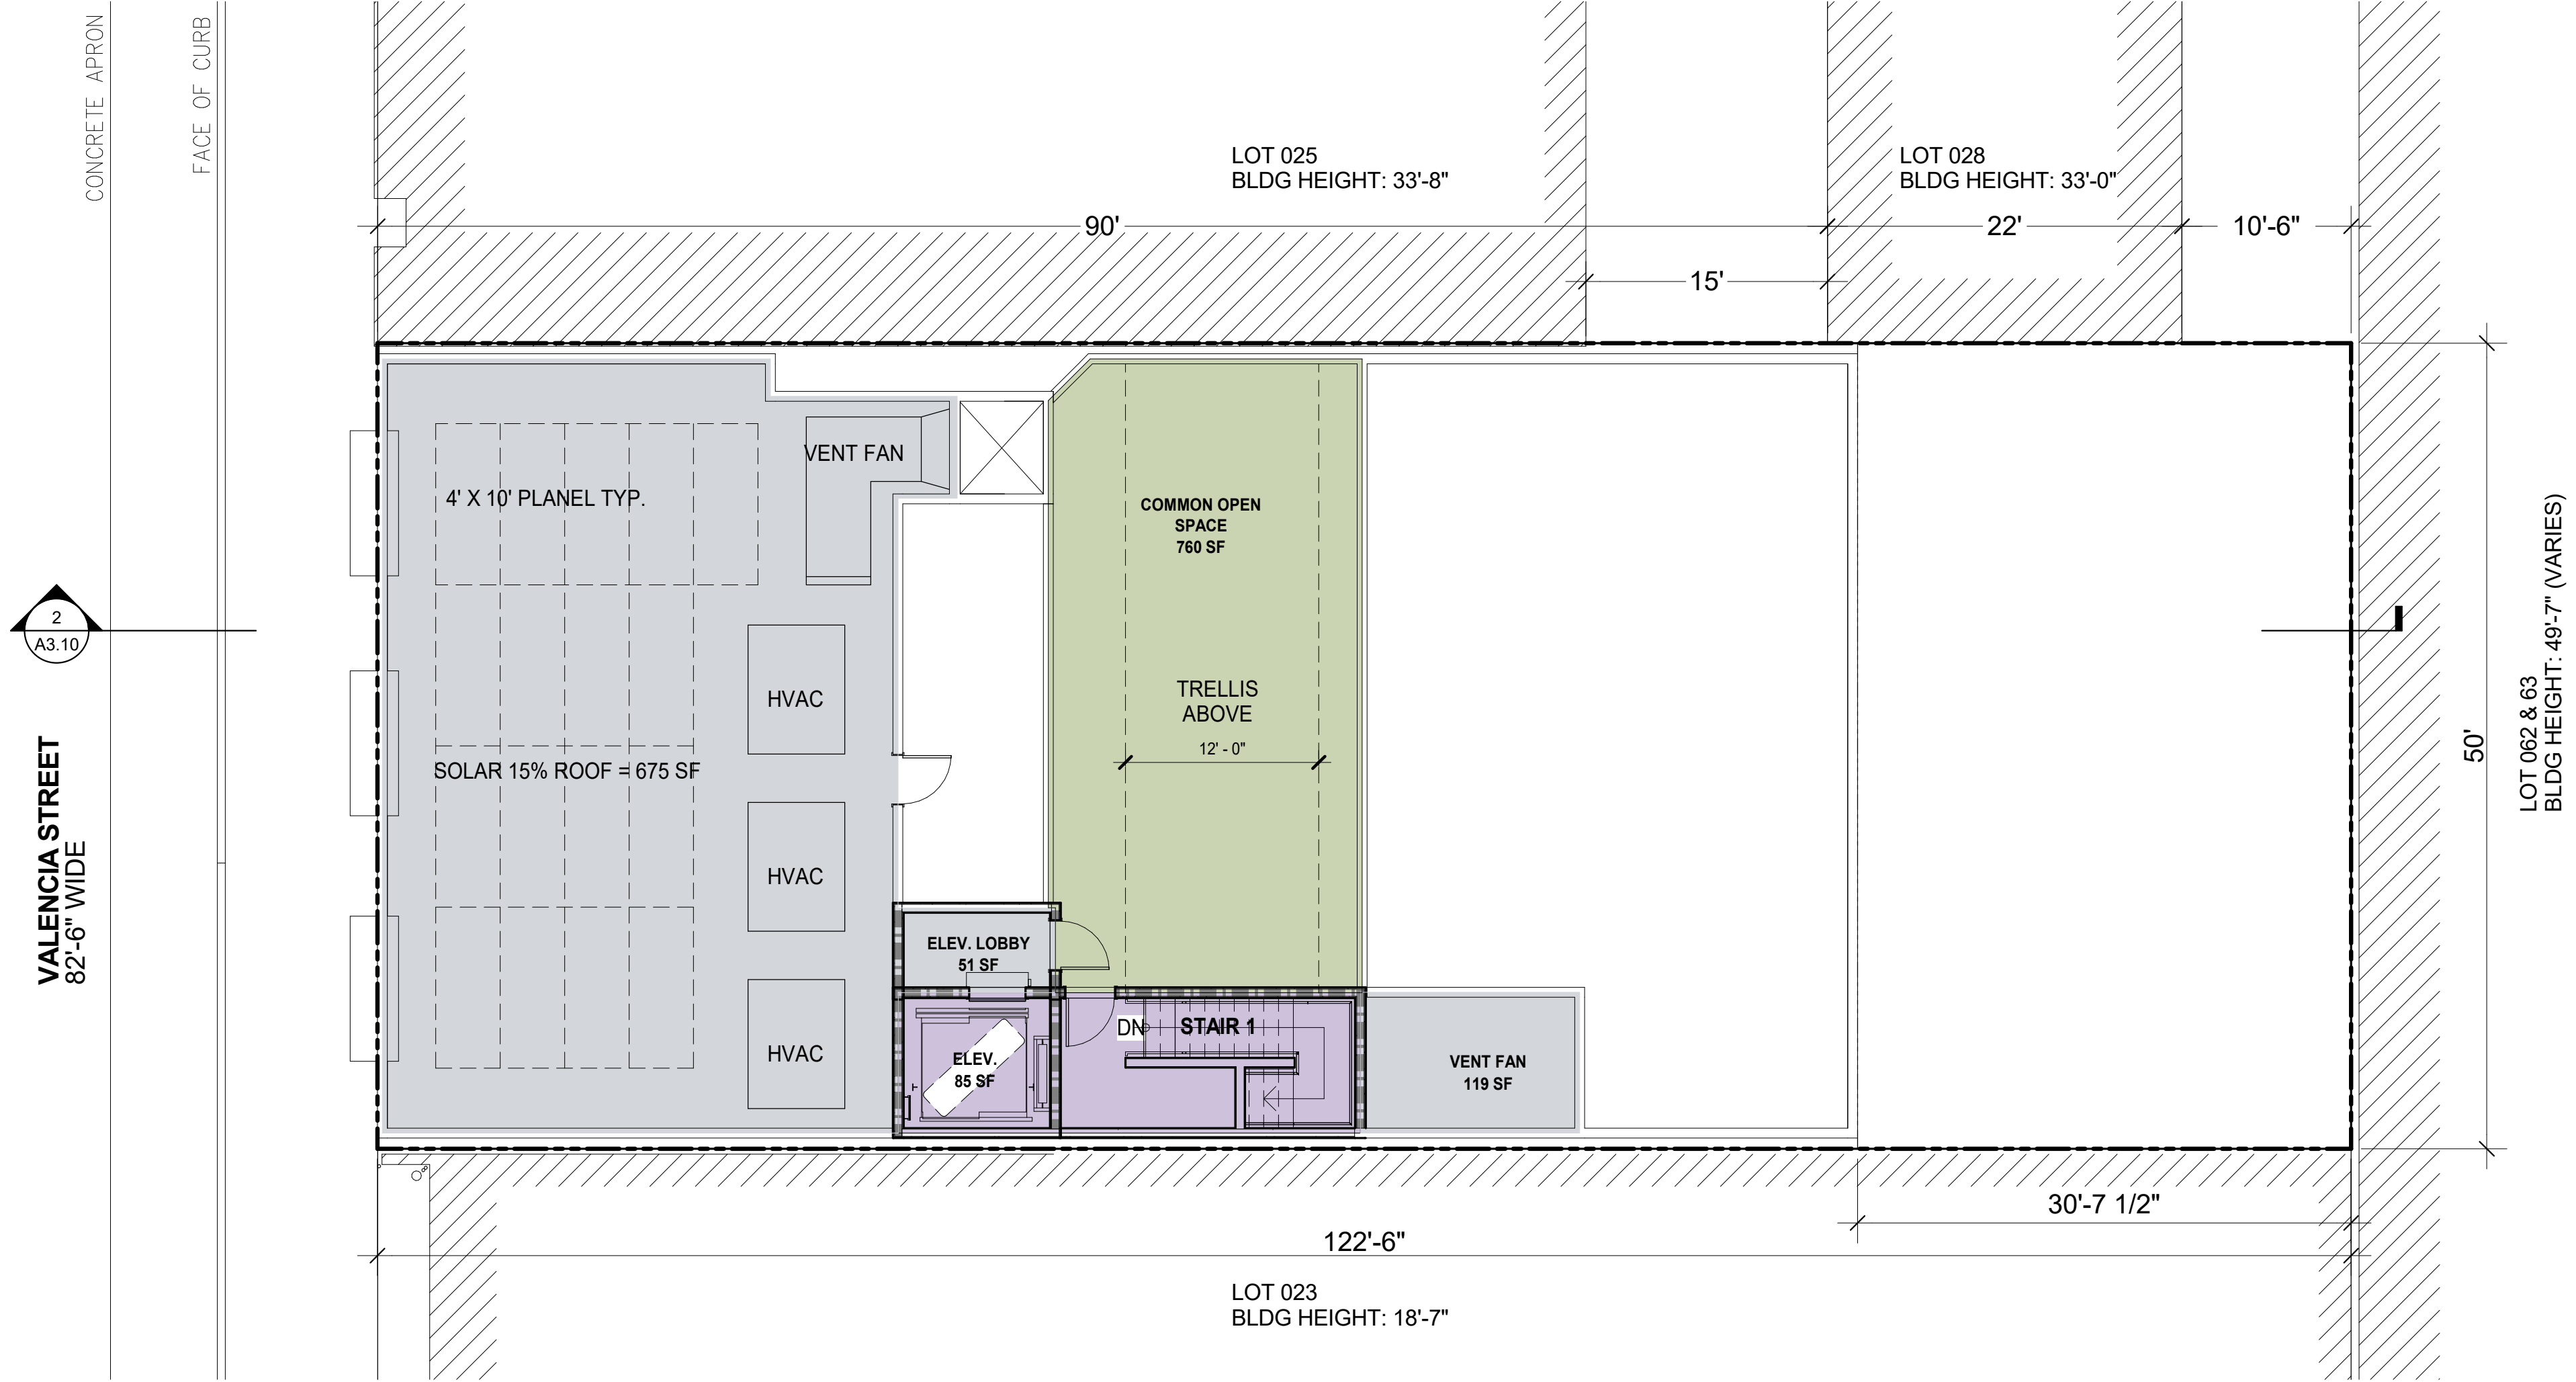 CONCRETE APRON
FACE OF CURB
LOT 025
BLDG HEIGHT: 33'-8"
LOT 028
BLDG HEIGHT: 33'-0"
90'
22'
10'-6"
15'
VENT FAN
4' X 10' PLANEL TYP.
COMMON OPEN
SPACE
760 SF
2
A3.10
HVAC
TRELLIS
ABOVE
12' - 0"
SOLAR 15% ROOF = 675 SF
VALENCIA STREET
82'-6" WIDE
50'
LOT 062 & 63
BLDG HEIGHT: 49'-7" (VARIES)
HVAC
ELEV. LOBBY
51 SF
DN
STAIR 1
HVAC
ELEV.
85 SF
VENT FAN
119 SF
30'-7 1/2"
122'-6"
LOT 023
BLDG HEIGHT: 18'-7"